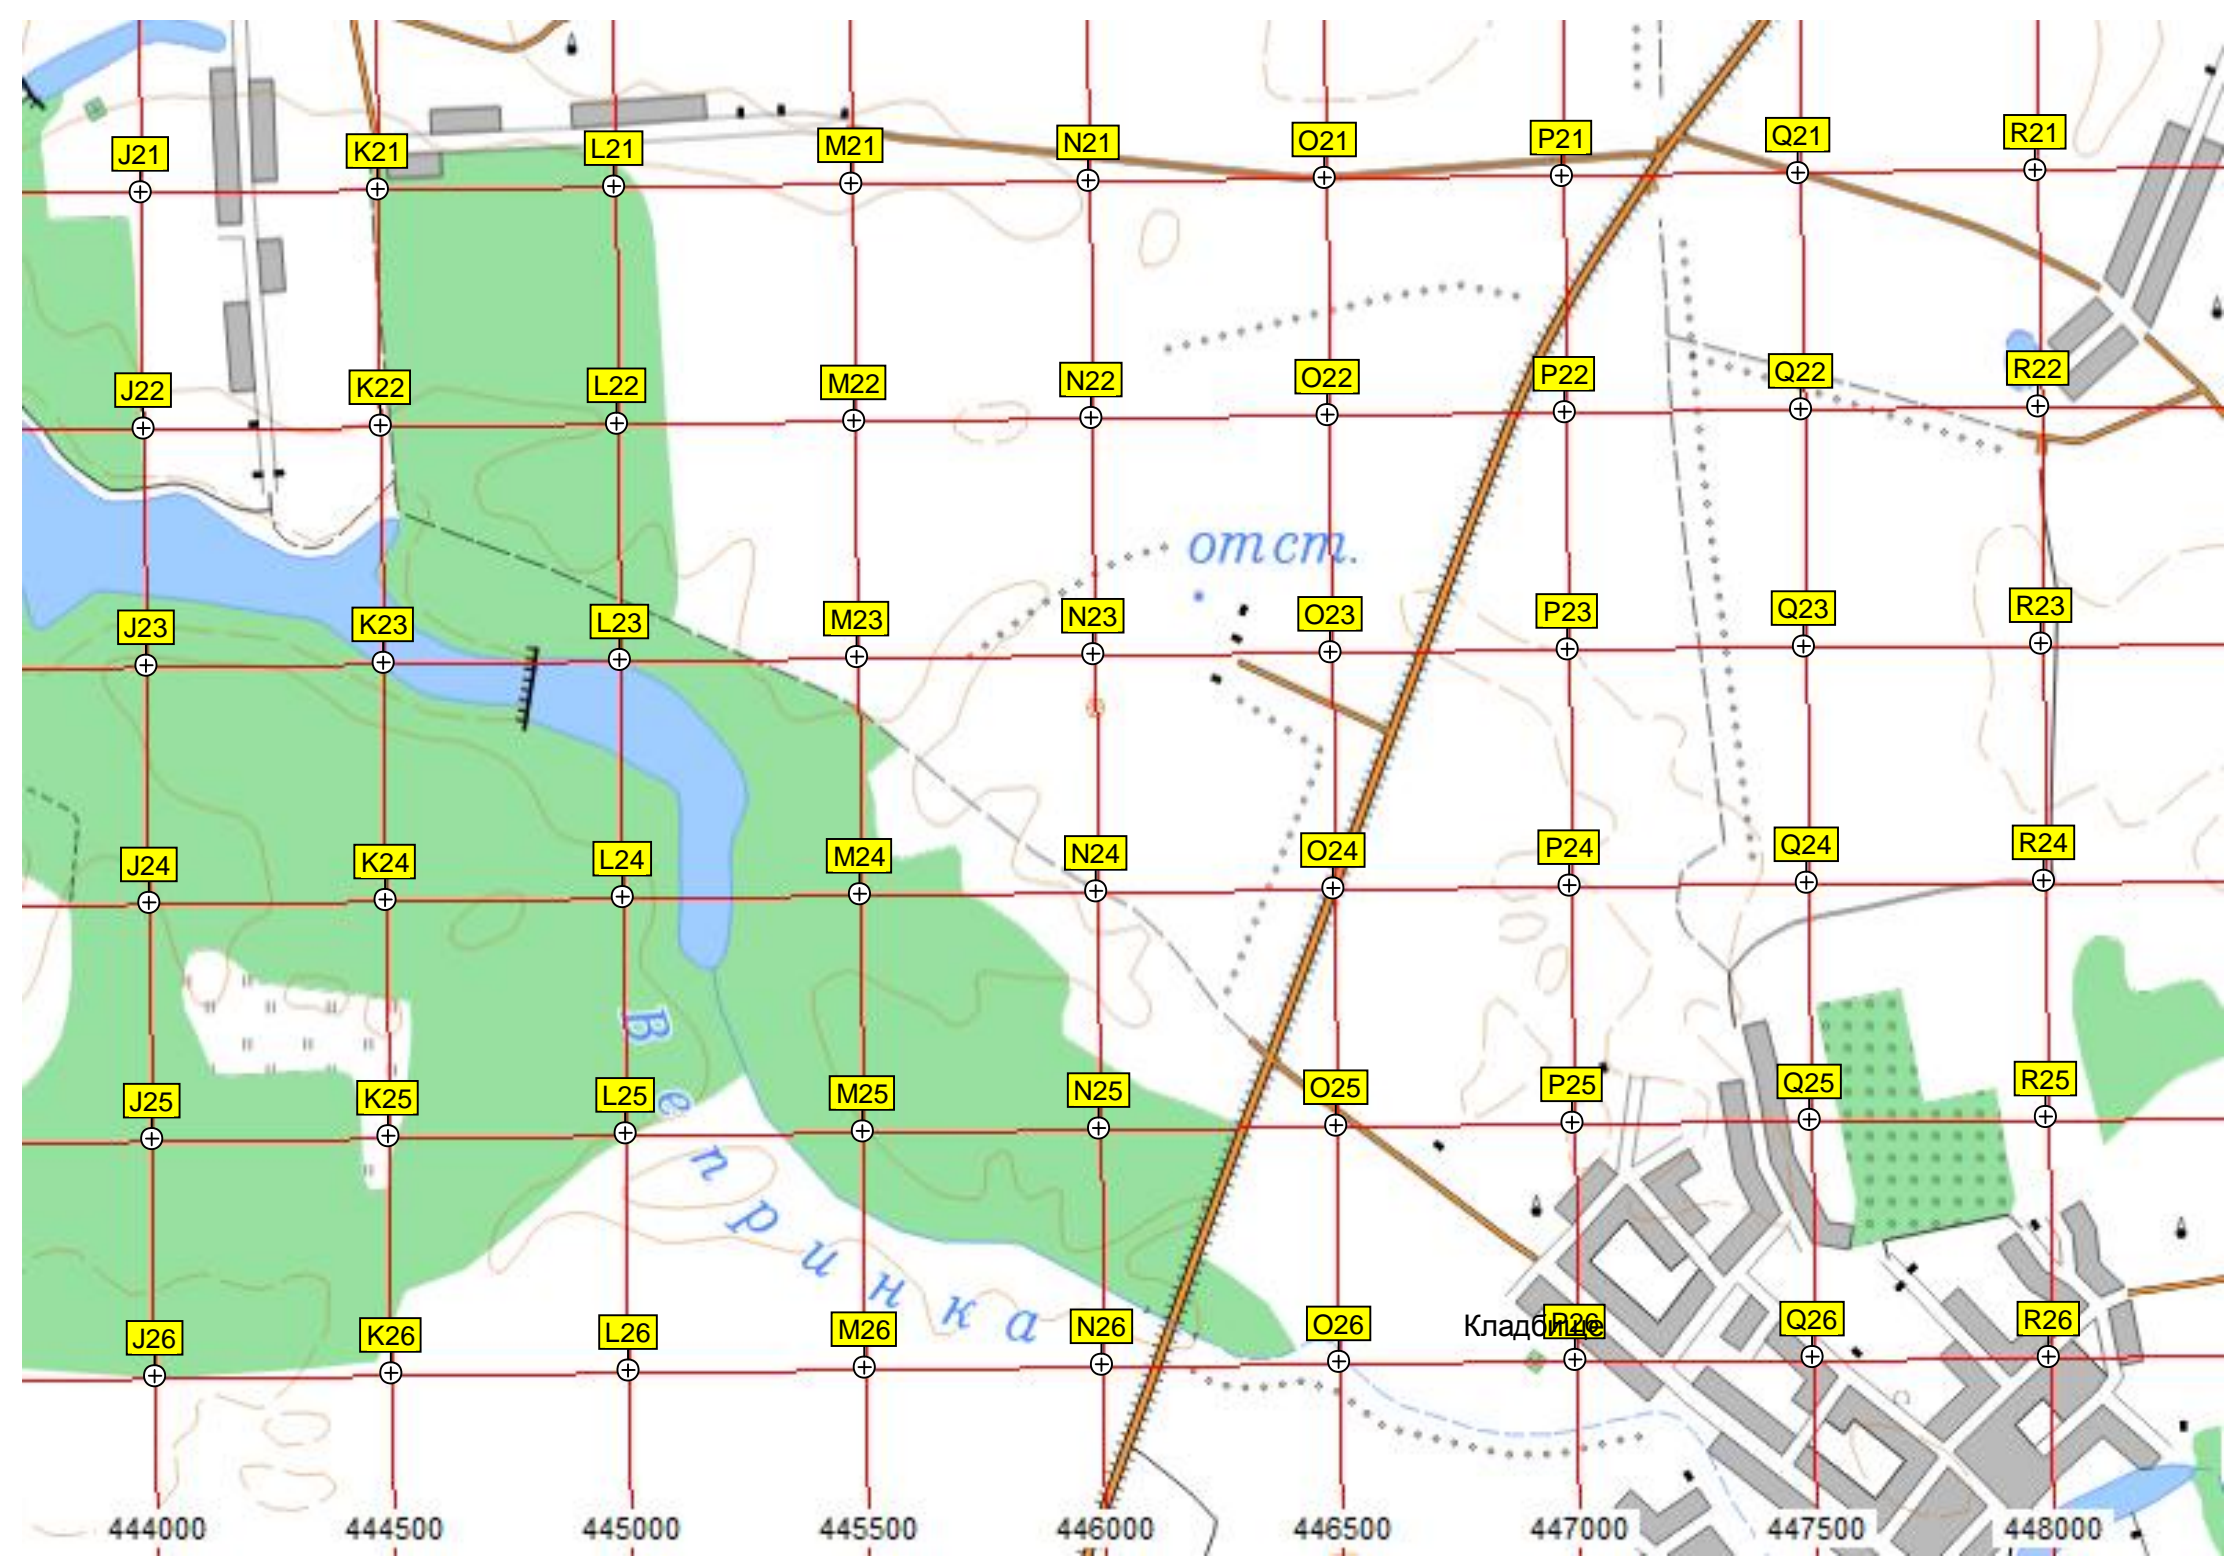 J21 K21 L21 M21 N21 O21 P21 Q21 R21
J22 K22 L22 M22 N22 O22 P22 Q22 R22
отст.
J23 K23 L23 M23 N23 O23 P23 Q23 R23
J24 K24 L24 M24 N24 O24 P24 Q24 R24
J25 K25 L25 M25 N25 O25 P25 Q25 R25
Вепринка
J26 K26 L26 M26 N26 O26 P26 Q26 R26
Кладбище
444000 444500 445000 445500 446000 446500 447000 447500 448000